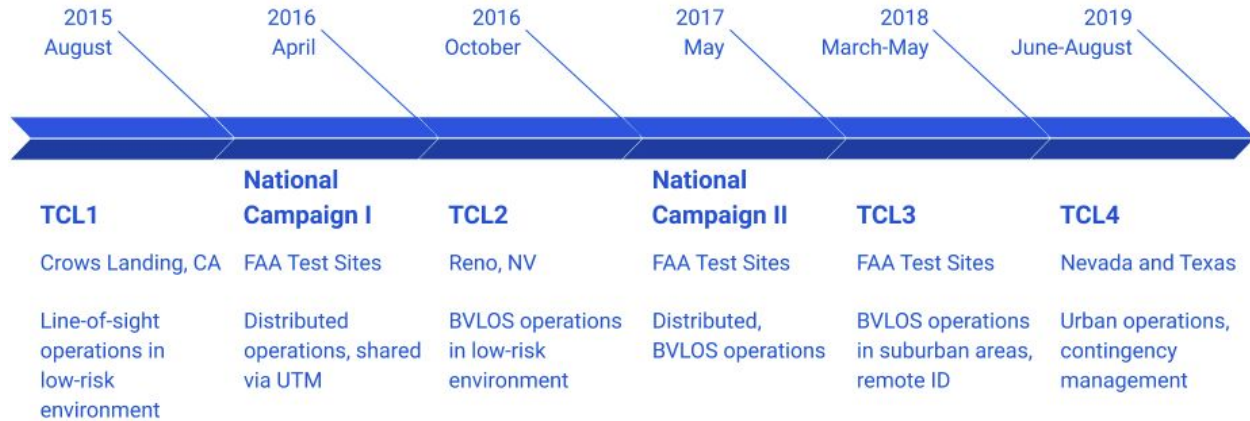 2015
August
2016
April
2016
October
2017
May
2018
March-May
2019
June-August
TCL1
Crows Landing, CA
Line-of-sight
operations in
low-risk
environment
National
Campaign I
FAA Test Sites
Distributed
operations, shared
via UTM
TCL2
Reno, NV
BVLOS operations
in low-risk
environment
National
Campaign II
FAA Test Sites
Distributed,
BVLOS operations
TCL3
FAA Test Sites
BVLOS operations
in suburban areas,
remote ID
TCL4
Nevada and Texas
Urban operations,
contingency
management